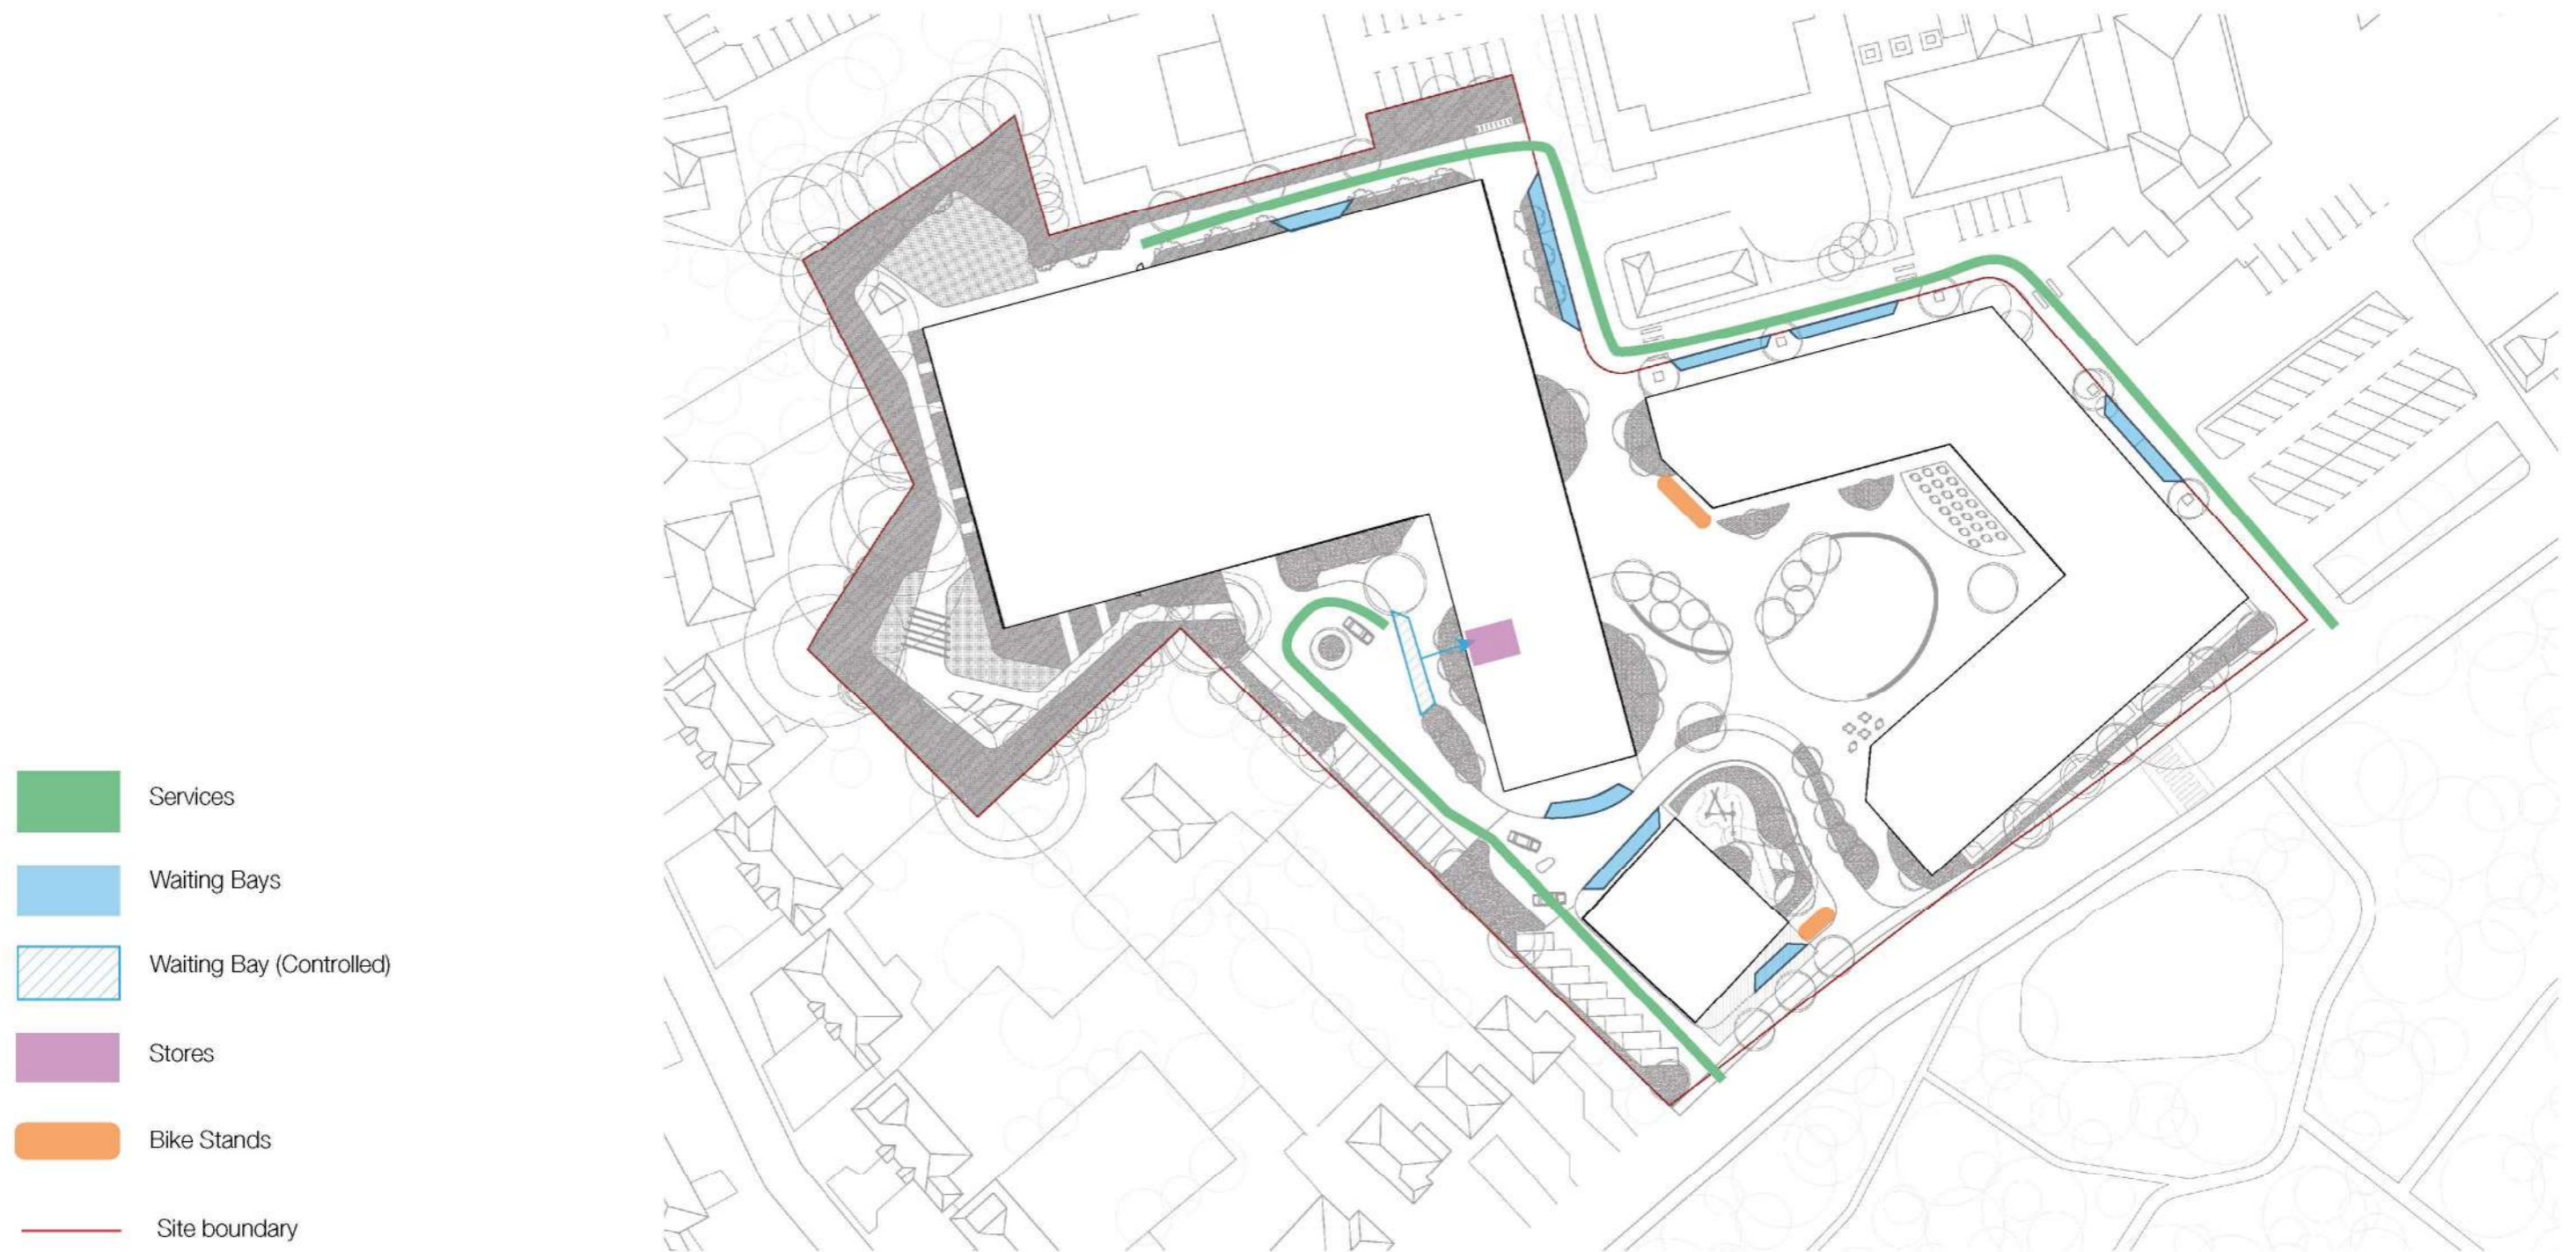 Services
Waiting Bays
Waiting Bay (Controlled)
Stores
Bike Stands
Site boundary